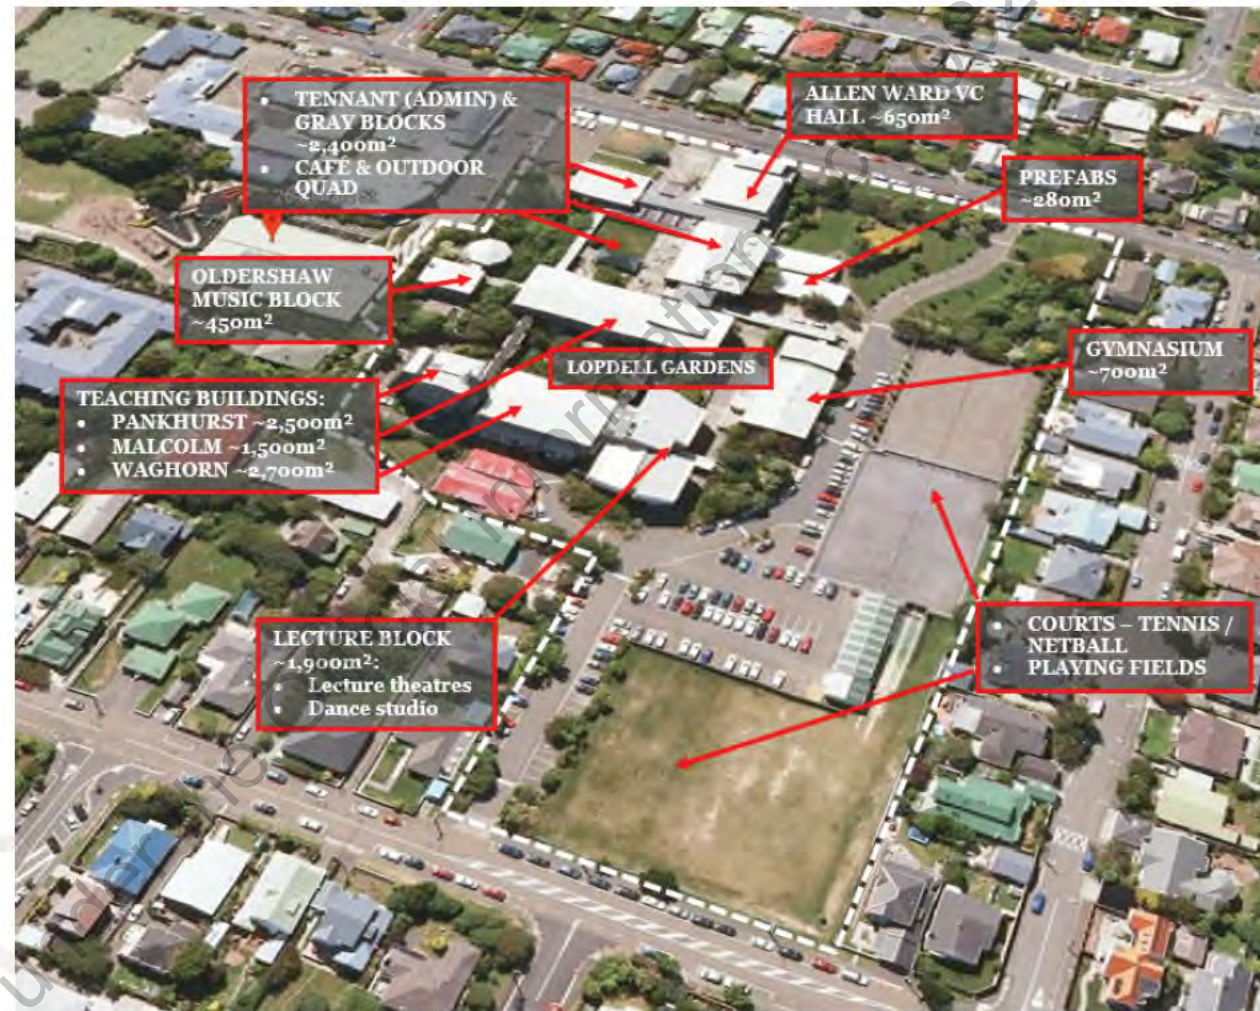 • TENNANT (ADMIN) &
GRAY BLOCKS
~2,400m²
• CAFÉ & OUTDOOR
QUAD
ALLEN WARD VC
HALL ~650m²
PREFABS
~280m²
OLDERSHAW
MUSIC BLOCK
~450m²
LOPDELL GARDENS
GYMNASIUM
~700m²
TEACHING BUILDINGS:
• PANKHURST ~2,500m²
• MALCOLM ~1,500m²
• WAGHORN ~2,700m²
LECTURE BLOCK
~1,900m²:
• Lecture theatres
• Dance studio
• COURTS – TENNIS /
NETBALL
• PLAYING FIELDS